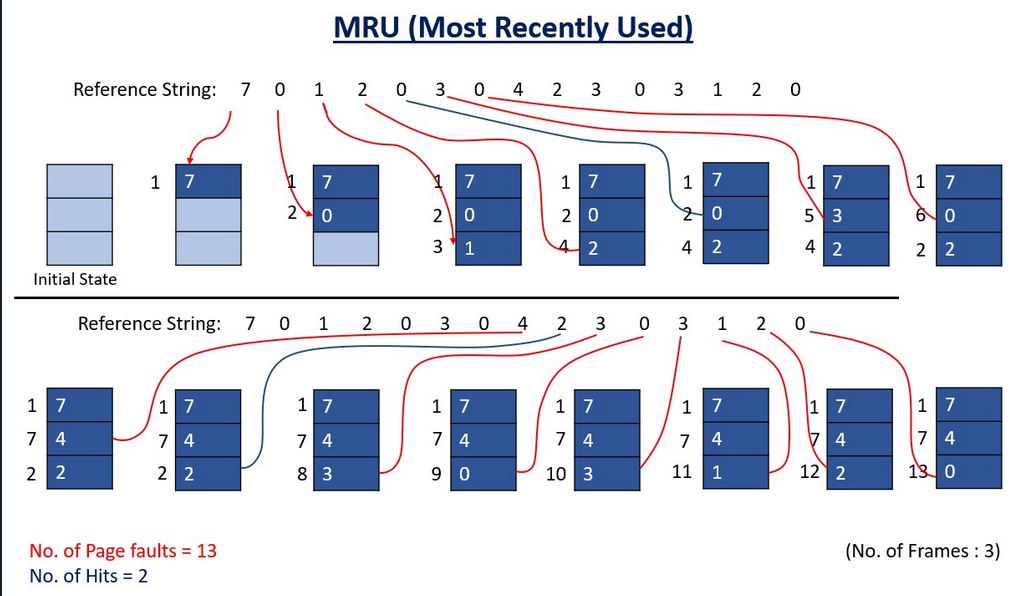 MRU (Most Recently Used)
Reference String: 7 0 1 2 0 3 0 4 2 3 0 3 1 2 0
1 7 1 7 1 7 1 7 1 7 1 7 1 7
2 0 2 0 2 0 2 0 5 3 6 0
3 1 4 2 4 2 4 2 2 2
Initial State
Reference String: 7 0 1 2 0 3 0 4 2 3 0 3 1 2 0
1 7 1 7 1 7 1 7 1 7 1 7 1 7 1 7
7 4 7 4 7 4 7 4 7 4 7 4 7 4 7 4
2 2 2 2 8 3 9 0 10 3 11 1 12 2 13 0
No. of Page faults = 13 (No. of Frames : 3)
No. of Hits = 2